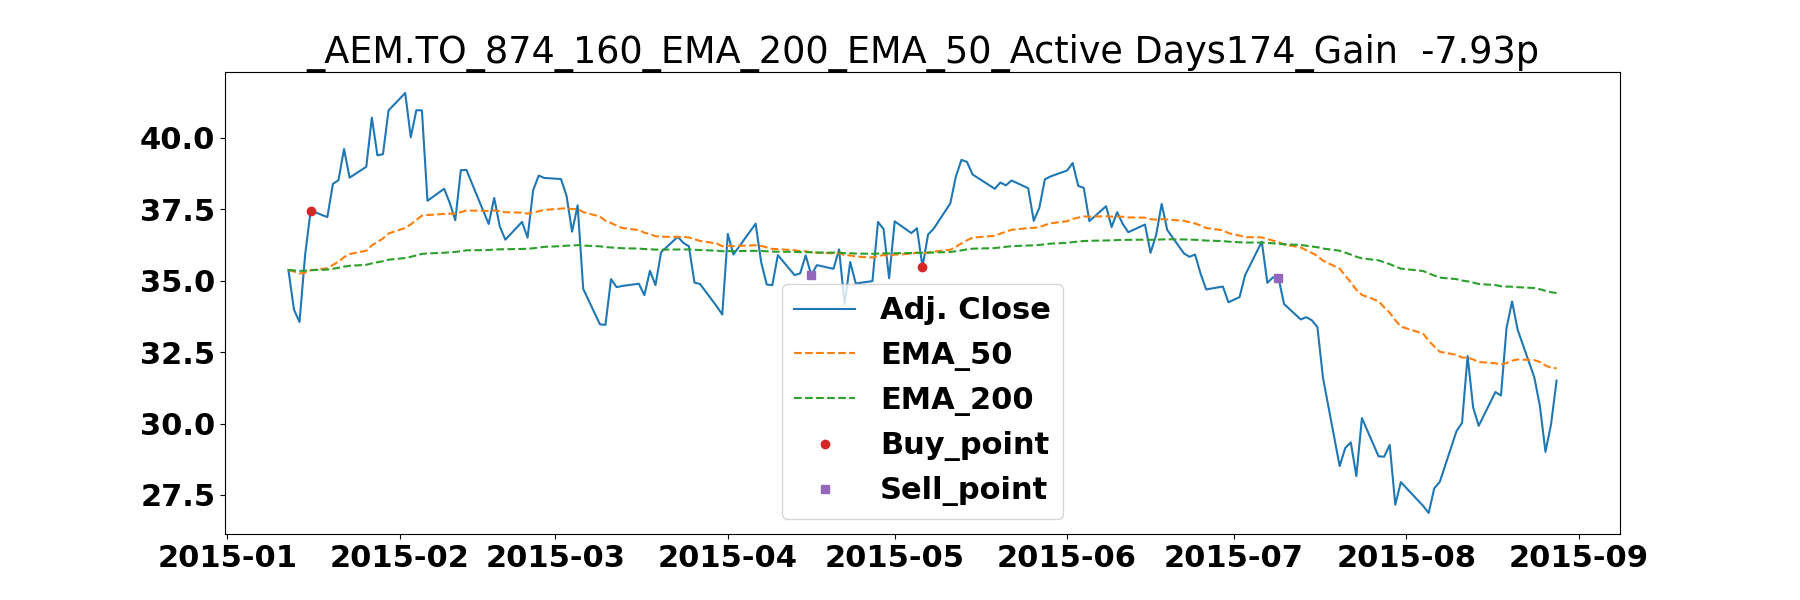 _AEM.TO_874_160_EMA_200_EMA_50_Active Days174_Gain  -7.93p
40.0
37.5
35.0
32.5
30.0
27.5
Adj. Close
EMA_50
EMA_200
Buy_point
Sell_point
2015-01 2015-02 2015-03 2015-04 2015-05 2015-06 2015-07 2015-08 2015-09